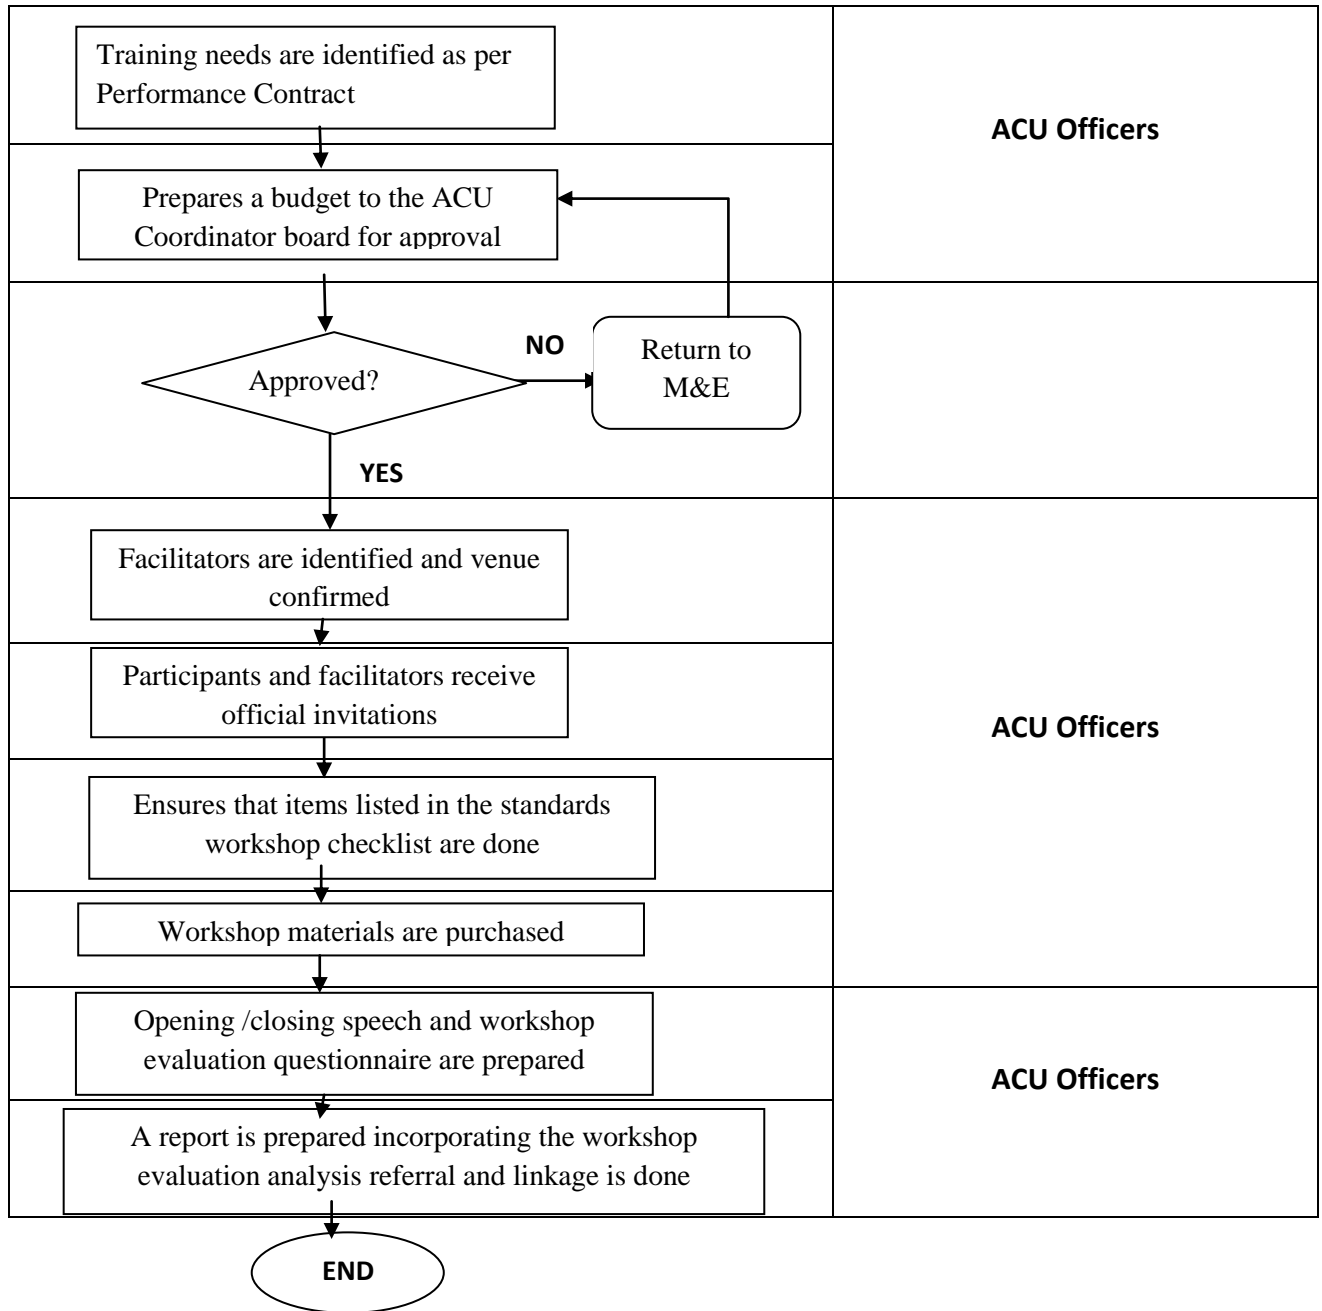 Training needs are identified as per
Performance Contract
ACU Officers
Prepares a budget to the ACU
Coordinator board for approval
Approved?
NO
Return to
M&E
YES
Facilitators are identified and venue
confirmed
Participants and facilitators receive
official invitations
ACU Officers
Ensures that items listed in the standards
workshop checklist are done
Workshop materials are purchased
Opening /closing speech and workshop
evaluation questionnaire are prepared
ACU Officers
A report is prepared incorporating the workshop
evaluation analysis referral and linkage is done
END